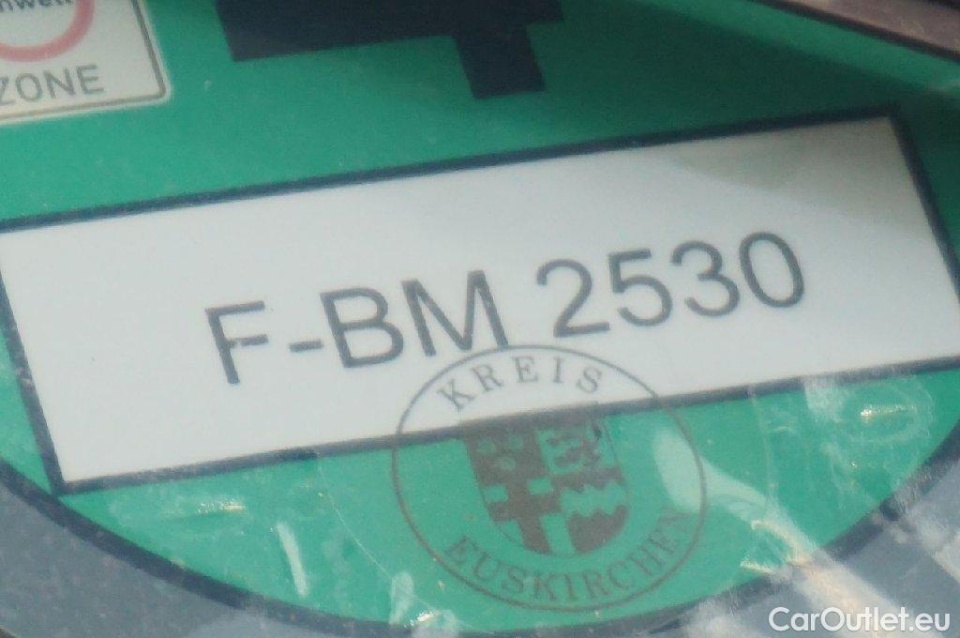 ZONE
F-BM 2530
KREIS
EUSKIRCHEN
CarOutlet.eu